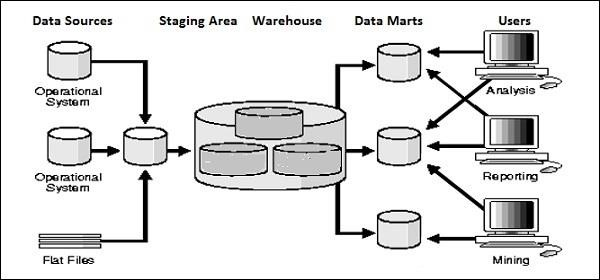 Data Sources
Staging Area
Warehouse
Data Marts
Users
Operational
System
Analysis
Operational
System
Reporting
Flat Files
Mining